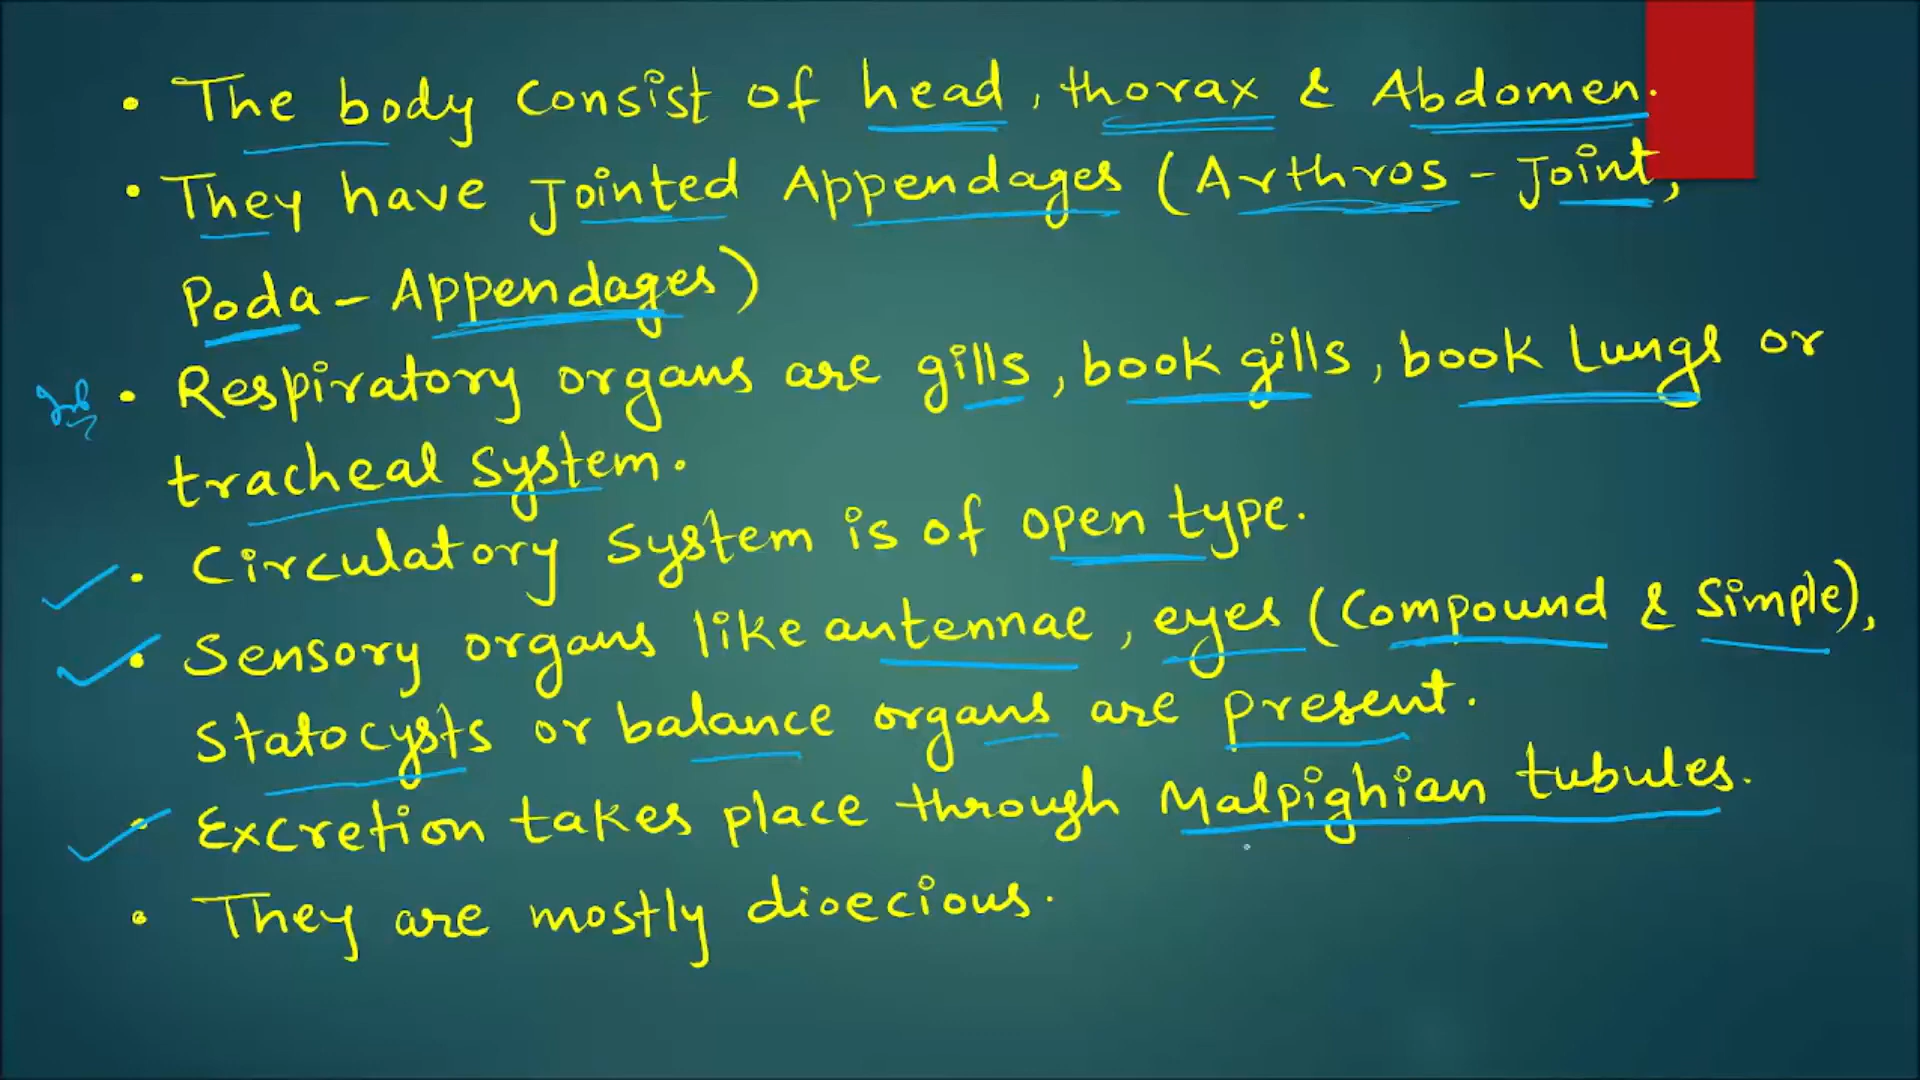 • The body consist of head, thorax & Abdomen.
• They have Jointed Appendages (Arthros - Joint,
Poda - Appendages)
• Respiratory organs are gills, book gills, book lungs or
tracheal system.
• Circulatory system is of open type.
• Sensory organs like antennae, eyes (Compound & Simple),
Statocysts or balance organs are present.
• Excretion takes place through Malpighian tubules.
• They are mostly dioecious.